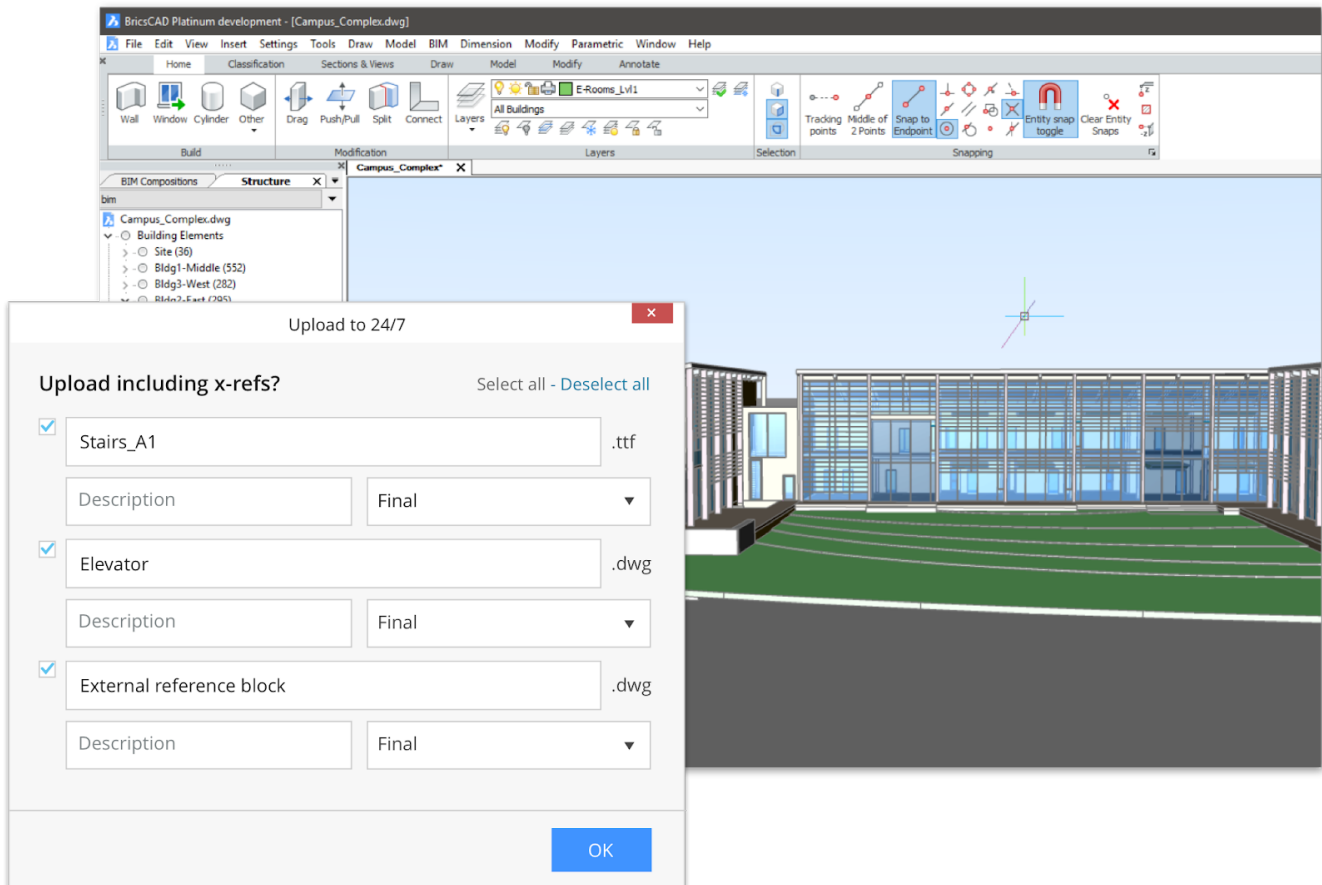 BricsCAD Platinum development - [Campus_Complex.dwg]
File Edit View Insert Settings Tools Draw Model BIM Dimension Modify Parametric Window Help
Home Classification Sections & Views Draw Model Modify Annotate
E-Rooms_Lvl1
All Buildings
Wall Window Cylinder Other Drag Push/Pull Split Connect Layers
Tracking points Middle of 2 Points Snap to Endpoint Entity snap toggle Clear Entity Snaps
Build Modification Layers Selection Snapping
Campus_Complex* X
BIM Compositions Structure X
bim
Campus_Complex.dwg
Building Elements
Site (36)
Bldg1-Middle (552)
Bldg3-West (282)
Bldg2-East (295)
Upload to 24/7
Upload including x-refs?
Select all - Deselect all
Stairs_A1 .ttf
Description Final
Elevator .dwg
Description Final
External reference block .dwg
Description Final
OK